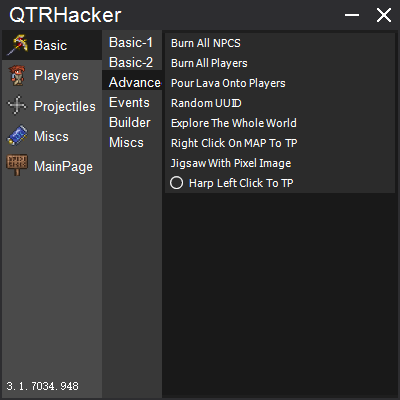 QTRHacker
Basic
Players
Projectiles
Miscs
MainPage
Basic-1
Basic-2
Advance
Events
Builder
Miscs
Burn All NPCS
Burn All Players
Pour Lava Onto Players
Random UUID
Explore The Whole World
Right Click On MAP To TP
Jigsaw With Pixel Image
Harp Left Click To TP
3.1.7034.948